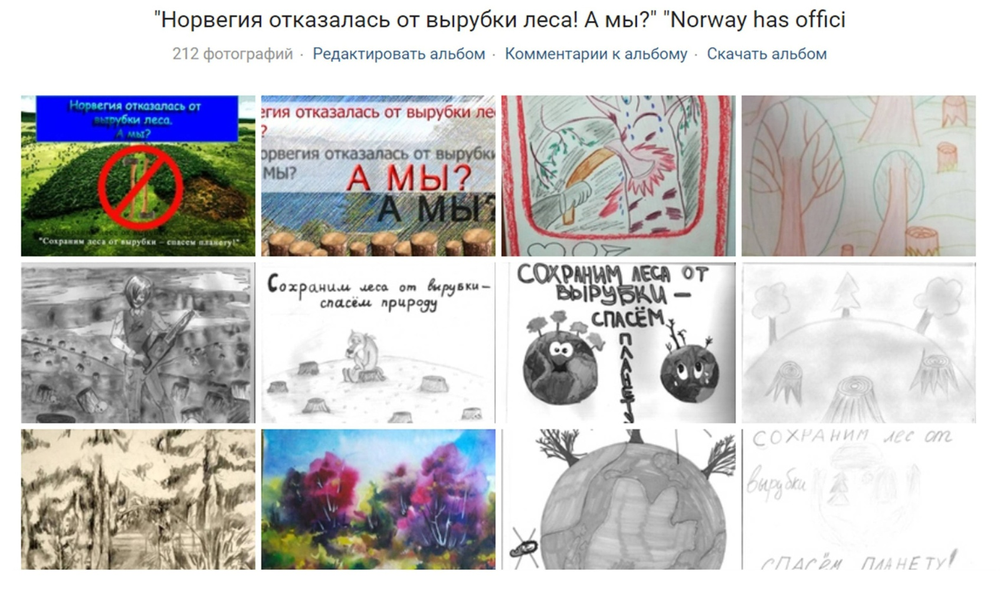 "Норвегия отказалась от вырубки леса! А мы?" "Norway has offici
212 фотографий · Редактировать альбом · Комментарии к альбому · Скачать альбом
Норвегия отказалась от
вырубки леса.
А мы?
"Сохраним леса от вырубки – спасем планету!"
егия отказалась от вырубки ле
?
орвегия отказалась от вырубки
МЫ?
А МЫ?
А МЫ?
Сохраним леса от вырубки–
спасём природу
СОХРАНИМ ЛЕСА ОТ
ВЫРУБКИ –
СПАСЁМ
ПЛАНЕТУ
СОХРАНИМ лес от
вырубки
СПАСЁМ ПЛАНЕТУ!